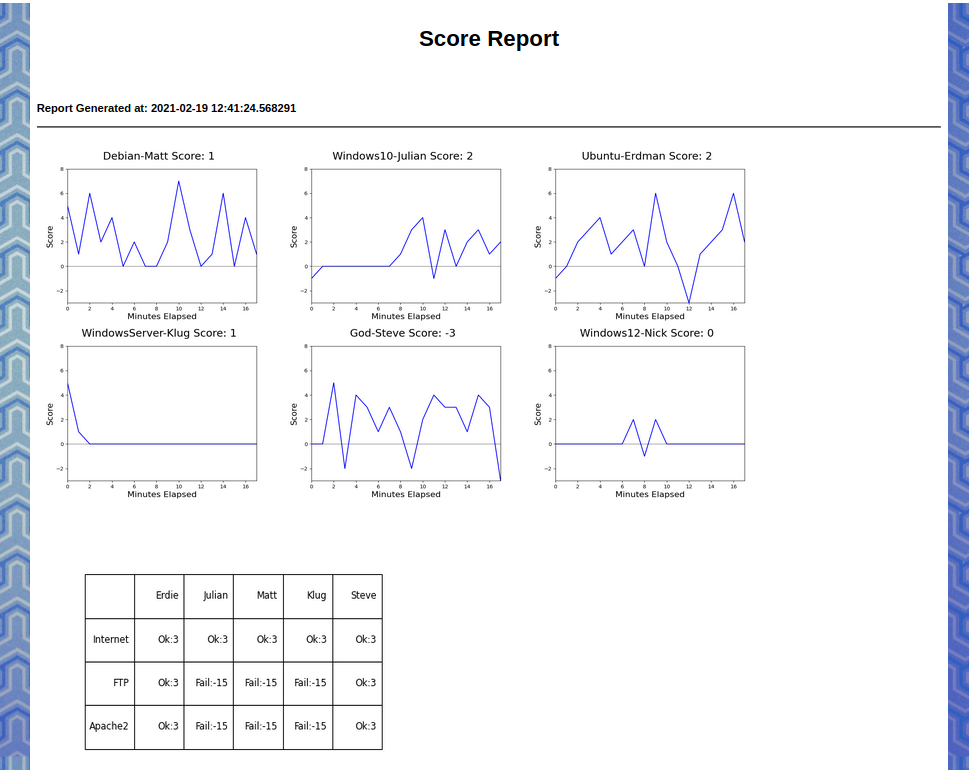 Score Report
Report Generated at: 2021-02-19 12:41:24.568291
Debian-Matt Score: 1
8
6
4
2
0
−2
Score
0 2 4 6 8 10 12 14 16
Minutes Elapsed
Windows10-Julian Score: 2
8
6
4
2
0
−2
Score
0 2 4 6 8 10 12 14 16
Minutes Elapsed
Ubuntu-Erdman Score: 2
8
6
4
2
0
−2
Score
0 2 4 6 8 10 12 14 16
Minutes Elapsed
WindowsServer-Klug Score: 1
8
6
4
2
0
−2
Score
0 2 4 6 8 10 12 14 16
Minutes Elapsed
God-Steve Score: -3
8
6
4
2
0
−2
Score
0 2 4 6 8 10 12 14 16
Minutes Elapsed
Windows12-Nick Score: 0
8
6
4
2
0
−2
Score
0 2 4 6 8 10 12 14 16
Minutes Elapsed
Erdie Julian Matt Klug Steve
Internet Ok:3 Ok:3 Ok:3 Ok:3 Ok:3
FTP Ok:3 Fail:-15 Fail:-15 Fail:-15 Ok:3
Apache2 Ok:3 Fail:-15 Fail:-15 Fail:-15 Ok:3